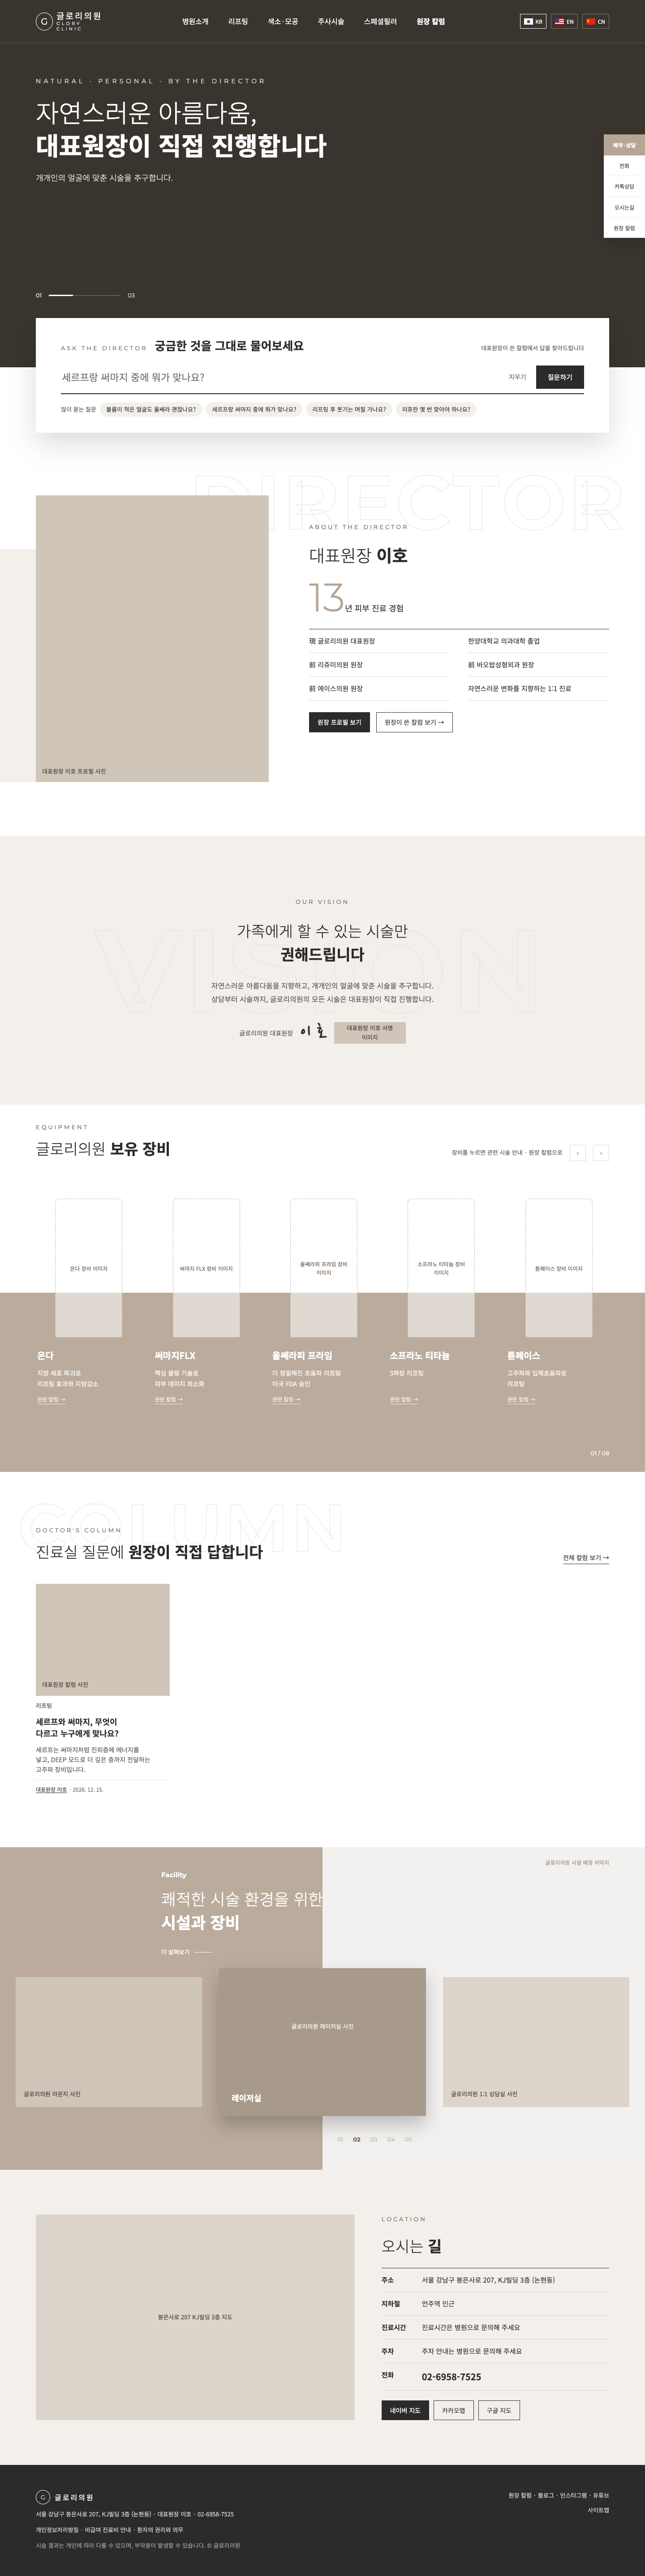 글로리의원
GLORY
CLINIC
병원소개 리프팅 색소·모공 주사시술 스페셜필러 원장 칼럼
KR EN CN
NATURAL · PERSONAL · BY THE DIRECTOR
자연스러운 아름다움,
대표원장이 직접 진행합니다
개개인의 얼굴에 맞춘 시술을 추구합니다.
예약·상담
전화
카톡상담
오시는길
원장 칼럼
01 03
ASK THE DIRECTOR 궁금한 것을 그대로 물어보세요
대표원장이 쓴 칼럼에서 답을 찾아드립니다
세르프랑 써마지 중에 뭐가 맞나요?
지우기 질문하기
많이 묻는 질문 볼륨이 적은 얼굴도 울쎄라 괜찮나요? 세르프랑 써마지 중에 뭐가 맞나요? 리프팅 후 붓기는 며칠 가나요? 리쥬란 몇 번 맞아야 하나요?
DIRECTOR
ABOUT THE DIRECTOR
대표원장 이호
13년 피부 진료 경험
現 글로리의원 대표원장 한양대학교 의과대학 졸업
前 리쥬미의원 원장 前 바오밥성형외과 원장
前 에이스의원 원장 자연스러운 변화를 지향하는 1:1 진료
원장 프로필 보기 원장이 쓴 칼럼 보기 →
대표원장 이호 프로필 사진
OUR VISION
VISION
가족에게 할 수 있는 시술만
권해드립니다
자연스러운 아름다움을 지향하고, 개개인의 얼굴에 맞춘 시술을 추구합니다.
상담부터 시술까지, 글로리의원의 모든 시술은 대표원장이 직접 진행합니다.
글로리의원 대표원장 이 호
대표원장 이호 서명
이미지
EQUIPMENT
글로리의원 보유 장비
장비를 누르면 관련 시술 안내 · 원장 칼럼으로 ‹ ›
온다 장비 이미지
써마지 FLX 장비 이미지
울쎄라피 프라임 장비
이미지
소프라노 티타늄 장비
이미지
튠페이스 장비 이미지
온다
지방 세포 파괴로
리프팅 효과와 지방감소
관련 칼럼 →
써마지FLX
핵심 쿨링 기술로
피부 데미지 최소화
관련 칼럼 →
울쎄라피 프라임
더 정밀해진 초음파 리프팅
미국 FDA 승인
관련 칼럼 →
소프라노 티타늄
3파장 리프팅
관련 칼럼 →
튠페이스
고주파와 입체초음파로
리프팅
관련 칼럼 →
01 / 08
COLUMN
DOCTOR'S COLUMN
진료실 질문에 원장이 직접 답합니다
전체 칼럼 보기 →
대표원장 칼럼 사진
리프팅
세르프와 써마지, 무엇이
다르고 누구에게 맞나요?
세르프는 써마지처럼 진피층에 에너지를
넣고, DEEP 모드로 더 깊은 층까지 전달하는
고주파 장비입니다.
대표원장 이호 · 2026. 12. 15.
Facility
쾌적한 시술 환경을 위한
시설과 장비
더 살펴보기
글로리의원 시설 배경 이미지
글로리의원 라운지 사진
글로리의원 레이저실 사진
레이저실
글로리의원 1:1 상담실 사진
01 02 03 04 05
봉은사로 207 KJ빌딩 3층 지도
LOCATION
오시는 길
주소 서울 강남구 봉은사로 207, KJ빌딩 3층 (논현동)
지하철 언주역 인근
진료시간 진료시간은 병원으로 문의해 주세요
주차 주차 안내는 병원으로 문의해 주세요
전화 02-6958-7525
네이버 지도 카카오맵 구글 지도
글로리의원
서울 강남구 봉은사로 207, KJ빌딩 3층 (논현동) · 대표원장 이호 · 02-6958-7525
개인정보처리방침 · 비급여 진료비 안내 · 환자의 권리와 의무
시술 결과는 개인에 따라 다를 수 있으며, 부작용이 발생할 수 있습니다. © 글로리의원
원장 칼럼 · 블로그 · 인스타그램 · 유튜브
사이트맵